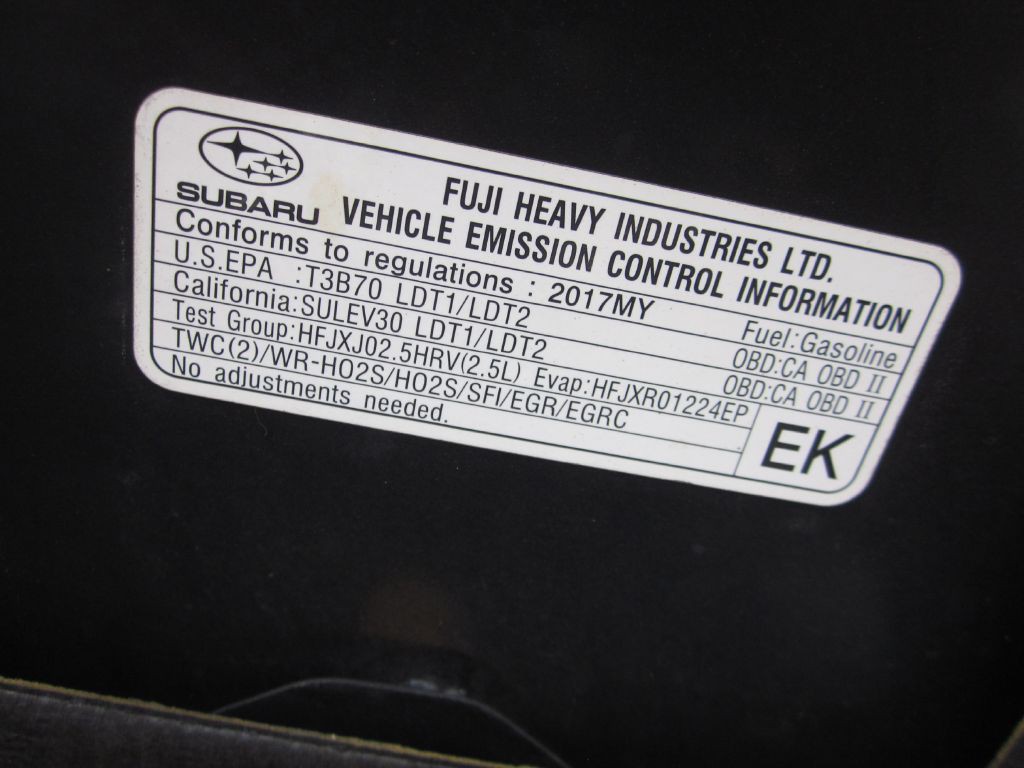 SUBARU
FUJI HEAVY INDUSTRIES LTD.
VEHICLE EMISSION CONTROL INFORMATION
Conforms to regulations : 2017MY Fuel:Gasoline
U.S.EPA :T3B70 LDT1/LDT2 OBD:CA OBD II
California:SULEV30 LDT1/LDT2 OBD:CA OBD II
Test Group:HFJXJ02.5HRV(2.5L) Evap:HFJXR01224EP
TWC(2)/WR-HO2S/HO2S/SFI/EGR/EGRC
No adjustments needed.
EK